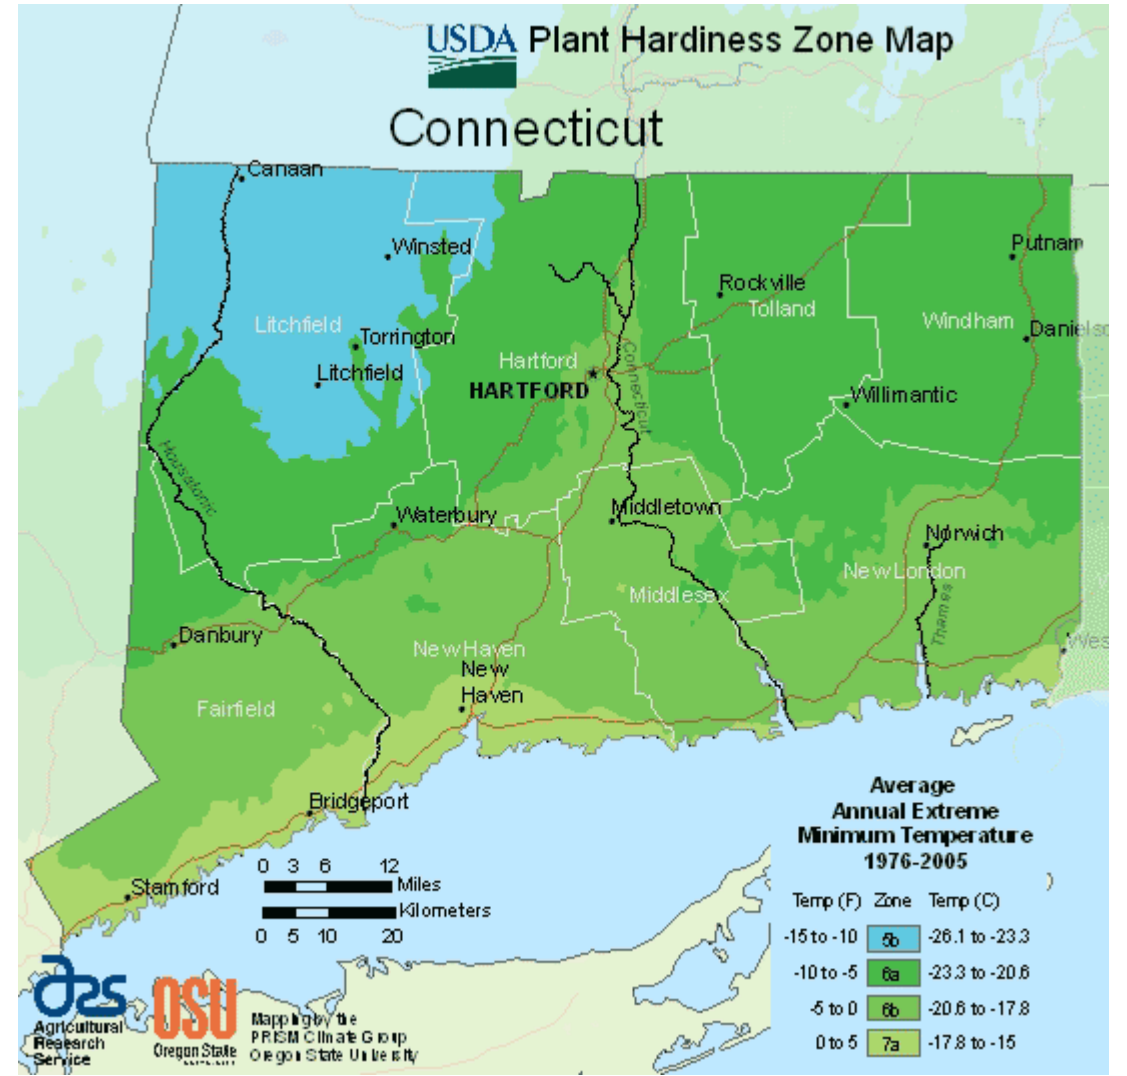 USDA Plant Hardiness Zone Map
Connecticut
Canaan
Winsted
Putnam
Rockville
Tolland
Litchfield
Windham
Torrington
Danielso
Hartford
Litchfield
HARTFORD
Connecticut
Willimantic
Housatonic
Waterbury
Middletown
Norwich
New London
Middlesex
Thames
Danbury
New Haven
Wes
New
Haven
Fairfield
Bridgeport
Stamford
0 3 6 12
Miles
Kilometers
0 5 10 20
Average
Annual Extreme
Minimum Temperature
1976-2005
Temp (F) Zone Temp (C)
-15 to -10 5b -26.1 to -23.3
-10 to -5 6a -23.3 to -20.6
-5 to 0 6b -20.6 to -17.8
0 to 5 7a -17.8 to -15
ars
Agricultural
Research
Service
OSU
Oregon State
Mapping by the
PRISM Climate Group
Oregon State University